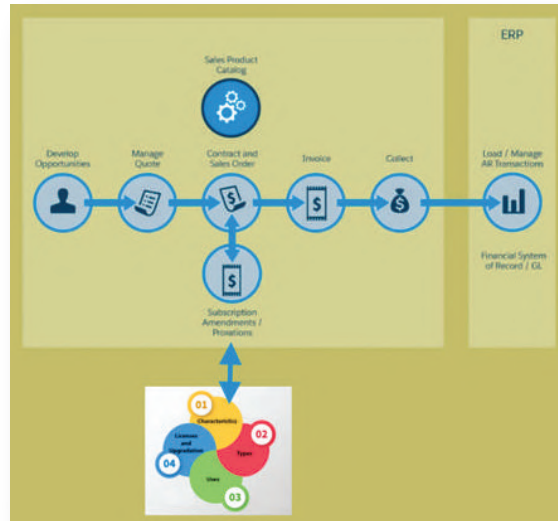 ERP
Sales Product
Catalog
Develop
Opportunities
Manage
Quote
Contract and
Sales Order
Invoice
Collect
Load / Manage
AR Transactions
$
$
$
$
Financial System
of Record / GL
Subscription
Amendments /
Prorations
01
Characteristics
02
Licenses
and
Upgradation
Types
04
Uses
03